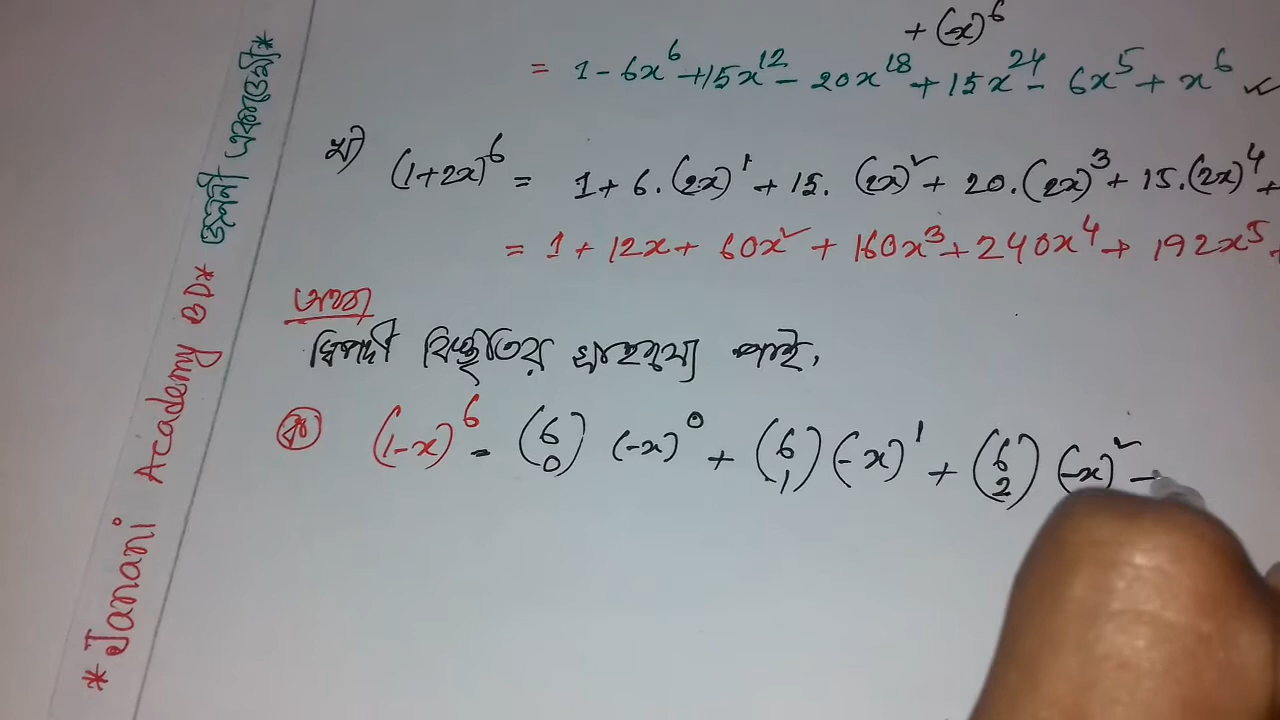 + (-x)⁶
= 1 - 6x⁶ + 15x¹² - 20x¹⁸ + 15x²⁴ - 6x⁵ + x⁶ ✓
খ) (1+2x)⁶ = 1 + 6.(2x)¹ + 15. (2x)² + 20.(2x)³ + 15.(2x)⁴ +
= 1 + 12x + 60x² + 160x³ + 240x⁴ + 192x⁵ +
অথবা
দ্বিপদী বিস্তৃতির সাহায্যে পাই,
ক (1-x)⁶ = (6 0) (-x)⁰ + (6 1) (-x)¹ + (6 2) (-x)² -
* Janani Academy BD * জননী একাডেমী *